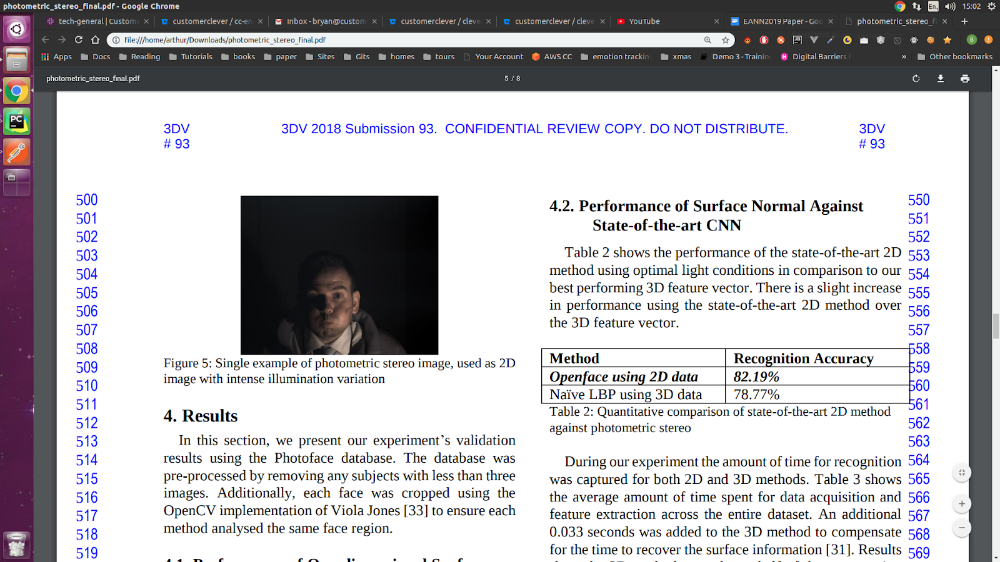 photometric_stereo_final.pdf - Google Chrome
En
15:02
tech-general | Custome
customerclever / cc-en
Inbox - bryan@custom
customerclever / cleve
customerclever / cleve
YouTube
EANN2019 Paper - Goo
photometric_stereo_fi
file:///home/arthur/Downloads/photometric_stereo_final.pdf
Apps
Docs
Reading
Tutorials
books
paper
Sites
Gits
homes
tours
Your Account
AWS CC
emotion trackin
xmas
Demo 3 - Trainin
Digital Barriers
»
Other bookmarks
photometric_stereo_final.pdf
5 / 8
3DV
# 93
3DV 2018 Submission 93. CONFIDENTIAL REVIEW COPY. DO NOT DISTRIBUTE.
3DV
# 93
500
501
502
503
504
505
506
507
508
509
510
511
512
513
514
515
516
517
518
519
Figure 5: Single example of photometric stereo image, used as 2D
image with intense illumination variation
4. Results
In this section, we present our experiment’s validation
results using the Photoface database. The database was
pre-processed by removing any subjects with less than three
images. Additionally, each face was cropped using the
OpenCV implementation of Viola Jones [33] to ensure each
method analysed the same face region.
4.2. Performance of Surface Normal Against
State-of-the-art CNN
Table 2 shows the performance of the state-of-the-art 2D
method using optimal light conditions in comparison to our
best performing 3D feature vector. There is a slight increase
in performance using the state-of-the-art 2D method over
the 3D feature vector.
Method Recognition Accuracy
Openface using 2D data 82.19%
Naïve LBP using 3D data 78.77%
Table 2: Quantitative comparison of state-of-the-art 2D method
against photometric stereo
During our experiment the amount of time for recognition
was captured for both 2D and 3D methods. Table 3 shows
the average amount of time spent for data acquisition and
feature extraction across the entire dataset. An additional
0.033 seconds was added to the 3D method to compensate
for the time to recover the surface information [31]. Results
550
551
552
553
554
555
556
557
558
559
560
561
562
563
564
565
566
567
568
569
PC
JB
B